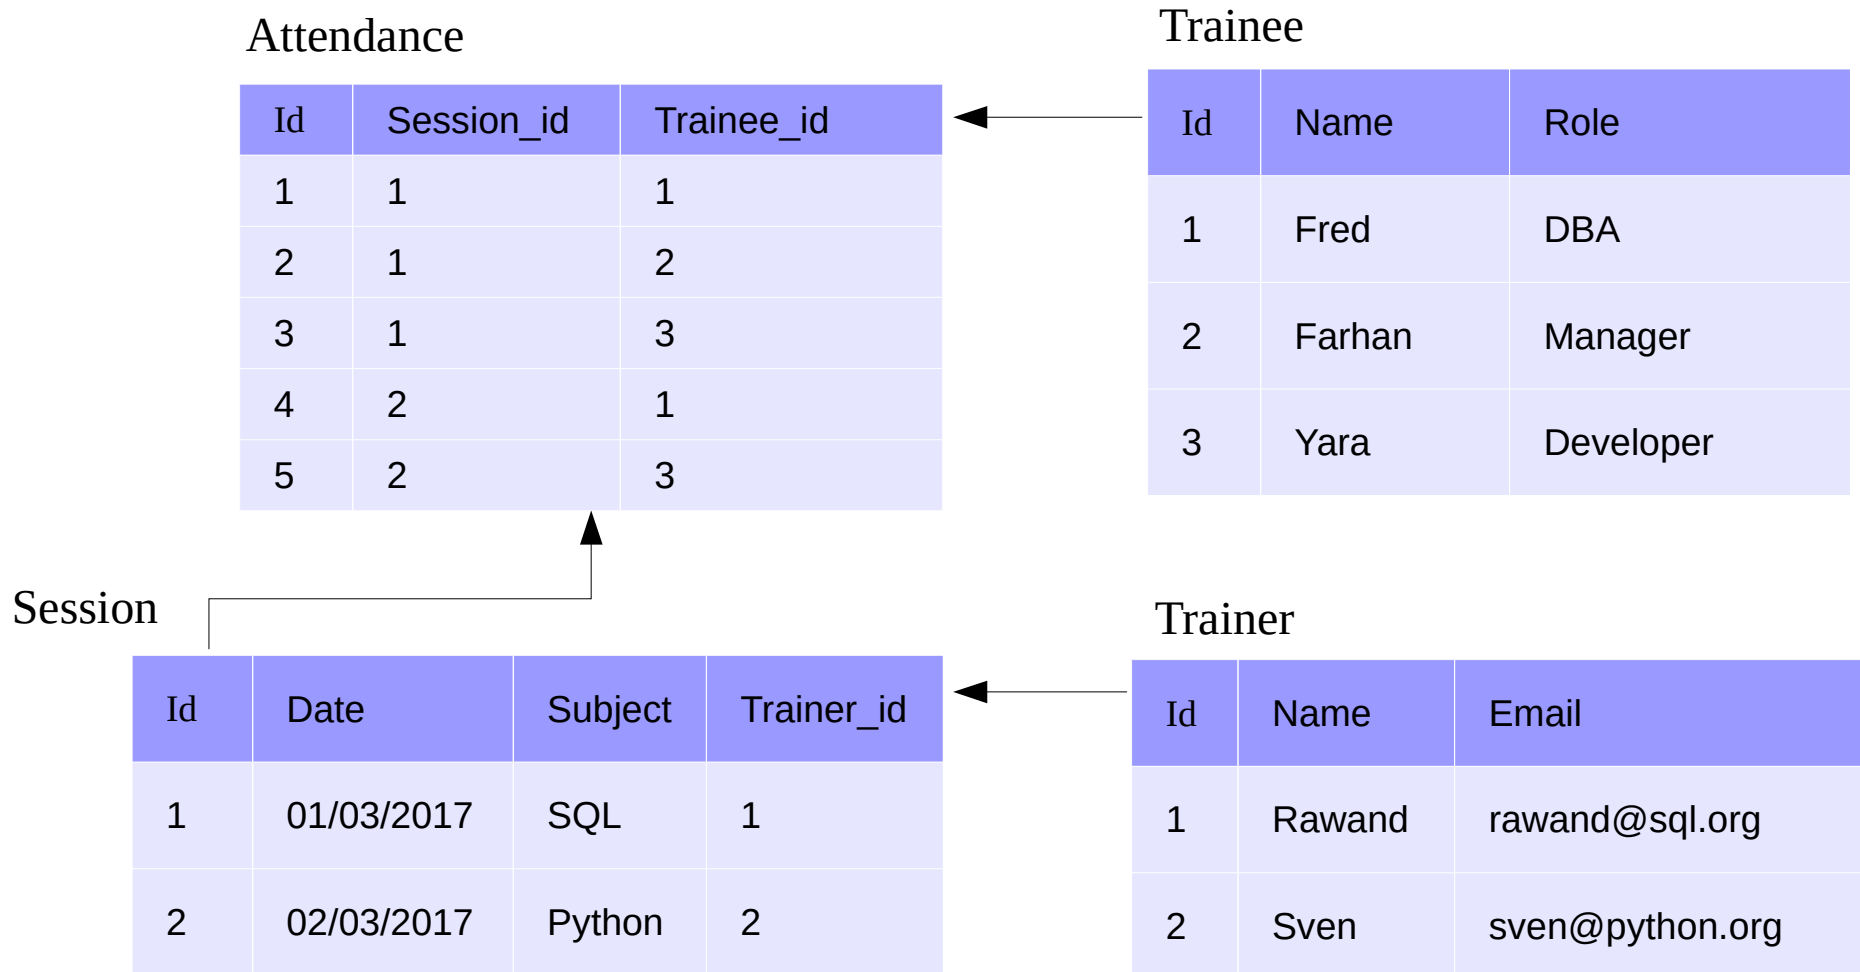 Attendance
Id Session_id Trainee_id
1 1 1
2 1 2
3 1 3
4 2 1
5 2 3
Trainee
Id Name Role
1 Fred DBA
2 Farhan Manager
3 Yara Developer
Session
Id Date Subject Trainer_id
1 01/03/2017 SQL 1
2 02/03/2017 Python 2
Trainer
Id Name Email
1 Rawand rawand@sql.org
2 Sven sven@python.org